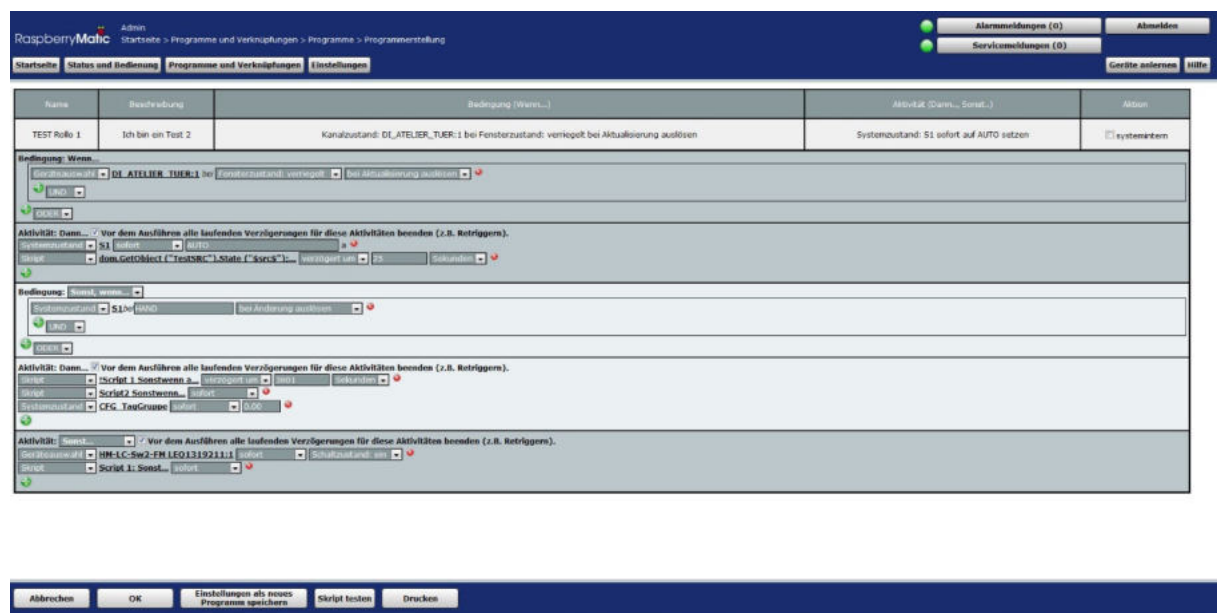 RaspberryMatic
Admin
Startseite > Programme und Verknüpfungen > Programme > Programmerstellung
Alarmmeldungen (0)
Abmelden
Servicemeldungen (0)
Startseite Status und Bedienung Programme und Verknüpfungen Einstellungen
Geräte anlernen Hilfe
Name Beschreibung Bedingung (Wenn...) Aktivität (Dann..., Sonst...) Aktion
TEST Rollo 1 Ich bin ein Test 2 Kanalzustand: DI_ATELIER_TUER:1 bei Fensterzustand: verriegelt bei Aktualisierung auslösen Systemzustand: S1 sofort auf AUTO setzen systemintern
Bedingung: Wenn...
Geräteauswahl DI_ATELIER_TUER:1 bei Fensterzustand: verriegelt bei Aktualisierung auslösen
UND
ODER
Aktivität: Dann... Vor dem Ausführen alle laufenden Verzögerungen für diese Aktivitäten beenden (z.B. Retriggern).
Systemzustand S1 sofort AUTO a
Skript dom.GetObject ("TestSRC").State ("$src$");... verzögert um 25 Sekunden
Bedingung: Sonst, wenn...
Systemzustand S1 bei HAND bei Änderung auslösen
UND
ODER
Aktivität: Dann... Vor dem Ausführen alle laufenden Verzögerungen für diese Aktivitäten beenden (z.B. Retriggern).
Skript !Script 1 Sonstwenn a... verzögert um Sekunden
Skript Script2 Sonstwenn... sofort
Systemzustand CFG_TagGruppe sofort 0.00
Aktivität: Sonst... Vor dem Ausführen alle laufenden Verzögerungen für diese Aktivitäten beenden (z.B. Retriggern).
Geräteauswahl HM-LC-Sw2-FM LEQ1319211:1 sofort Schaltzustand: ein
Skript Script 1: Sonst... sofort
Abbrechen OK Einstellungen als neues Programm speichern Skript testen Drucken